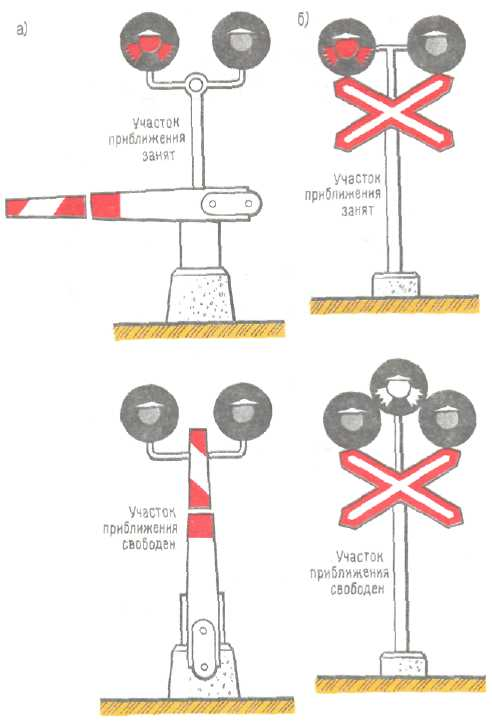 а)
Участок
приближения
занят
б)
Участок
приближения
занят
Участок
приближения
свободен
Участок
приближения
свободен